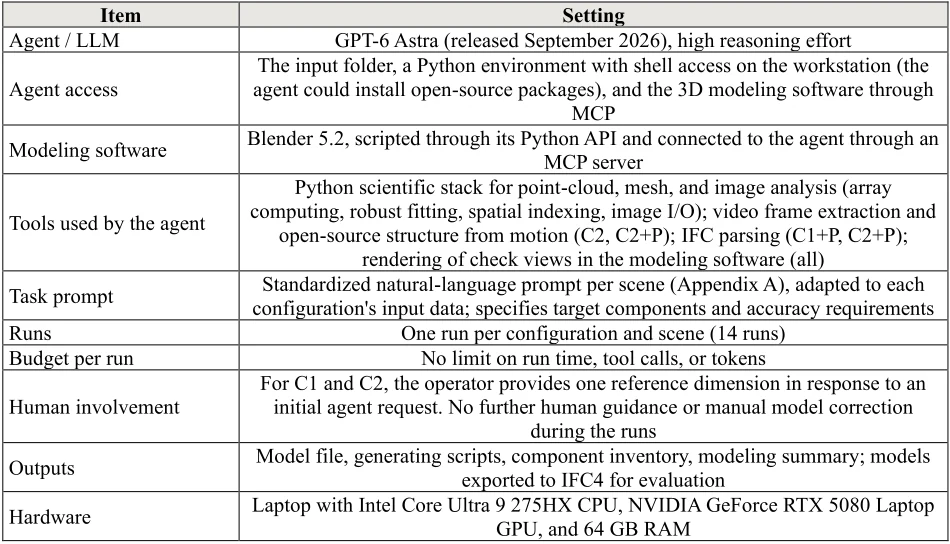 Item
Setting
Agent / LLM
GPT-6 Astra (released September 2026), high reasoning effort
Agent access
The input folder, a Python environment with shell access on the workstation (the
agent could install open-source packages), and the 3D modeling software through
MCP
Modeling software
Blender 5.2, scripted through its Python API and connected to the agent through an
MCP server
Tools used by the agent
Python scientific stack for point-cloud, mesh, and image analysis (array
computing, robust fitting, spatial indexing, image I/O); video frame extraction and
open-source structure from motion (C2, C2+P); IFC parsing (C1+P, C2+P);
rendering of check views in the modeling software (all)
Task prompt
Standardized natural-language prompt per scene (Appendix A), adapted to each
configuration's input data; specifies target components and accuracy requirements
Runs
One run per configuration and scene (14 runs)
Budget per run
No limit on run time, tool calls, or tokens
Human involvement
For C1 and C2, the operator provides one reference dimension in response to an
initial agent request. No further human guidance or manual model correction
during the runs
Outputs
Model file, generating scripts, component inventory, modeling summary; models
exported to IFC4 for evaluation
Hardware
Laptop with Intel Core Ultra 9 275HX CPU, NVIDIA GeForce RTX 5080 Laptop
GPU, and 64 GB RAM